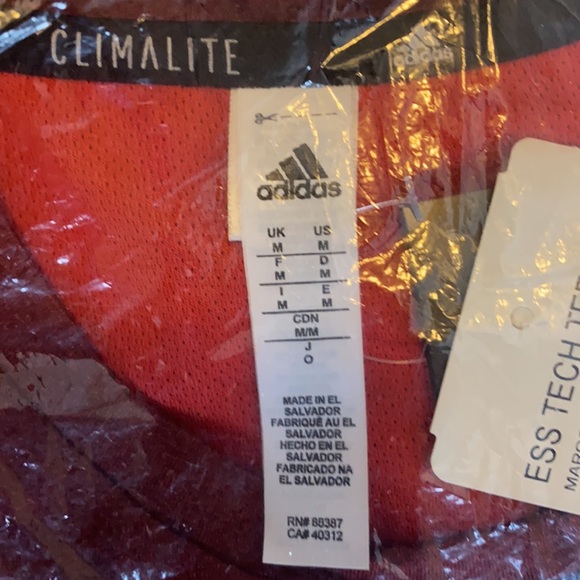 CLIMALITE
adidas
adidas
UK US
M M
F D
M M
I E
M M
CDN
M/M
J
O
MADE IN EL
SALVADOR
FABRIQUÉ AU EL
SALVADOR
HECHO EN EL
SALVADOR
FABRICADO NA
EL SALVADOR
RN# 88387
CA# 40312
ESS TECH